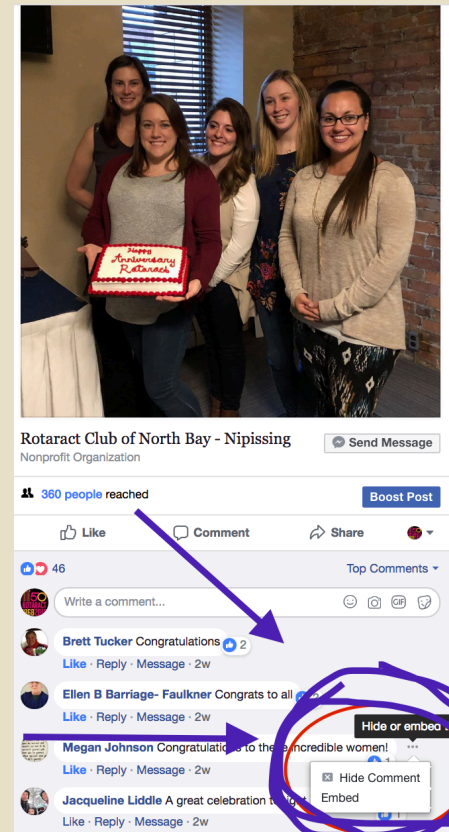 Happy
Anniversary
Rotaract
Rotaract Club of North Bay - Nipissing
Send Message
Nonprofit Organization
360 people reached
Boost Post
Like
Comment
Share
46
Top Comments
Write a comment...
GIF
Brett Tucker Congratulations
2
Like · Reply · Message · 2w
Ellen B Barriage- Faulkner Congrats to all
Like · Reply · Message · 2w
Hide or embed
Megan Johnson Congratulations to these incredible women!
1
Like · Reply · Message · 2w
Hide Comment
Embed
Jacqueline Liddle A great celebration
1
Like · Reply · Message · 2w